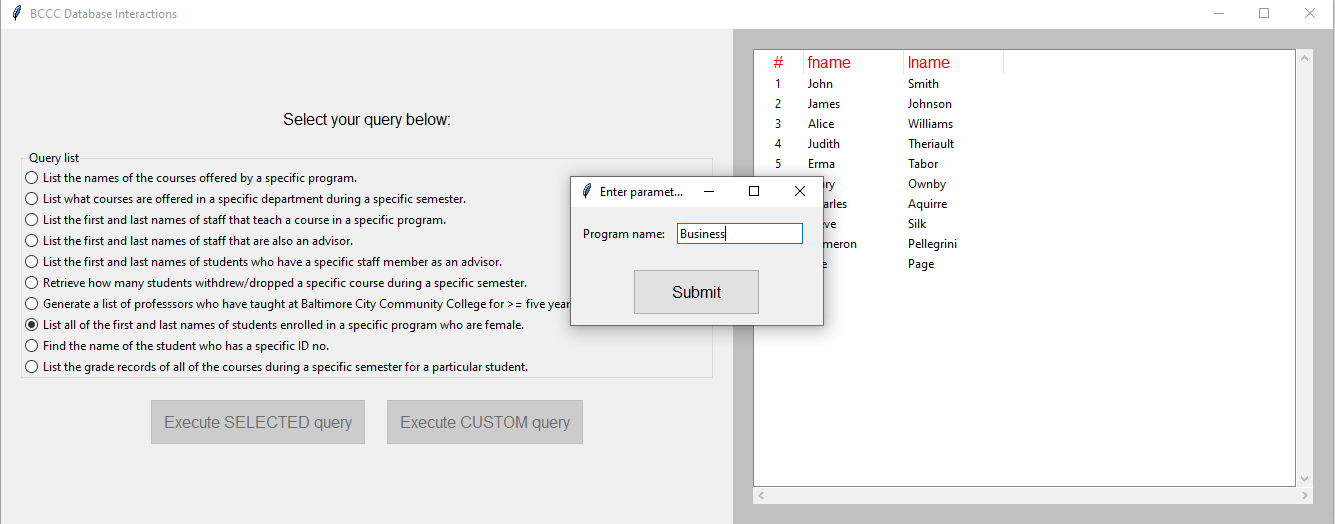 BCCC Database Interactions
Select your query below:
Query list
List the names of the courses offered by a specific program.
List what courses are offered in a specific department during a specific semester.
List the first and last names of staff that teach a course in a specific program.
List the first and last names of staff that are also an advisor.
List the first and last names of students who have a specific staff member as an advisor.
Retrieve how many students withdrew/dropped a specific course during a specific semester.
Generate a list of professsors who have taught at Baltimore City Community College for >= five year
List all of the first and last names of students enrolled in a specific program who are female.
Find the name of the student who has a specific ID no.
List the grade records of all of the courses during a specific semester for a particular student.
Execute SELECTED query Execute CUSTOM query
Enter paramet...
Program name: Business
Submit
# fname lname
1 John Smith
2 James Johnson
3 Alice Williams
4 Judith Theriault
5 Erma Tabor
Ownby
Aquirre
Silk
Pellegrini
Page